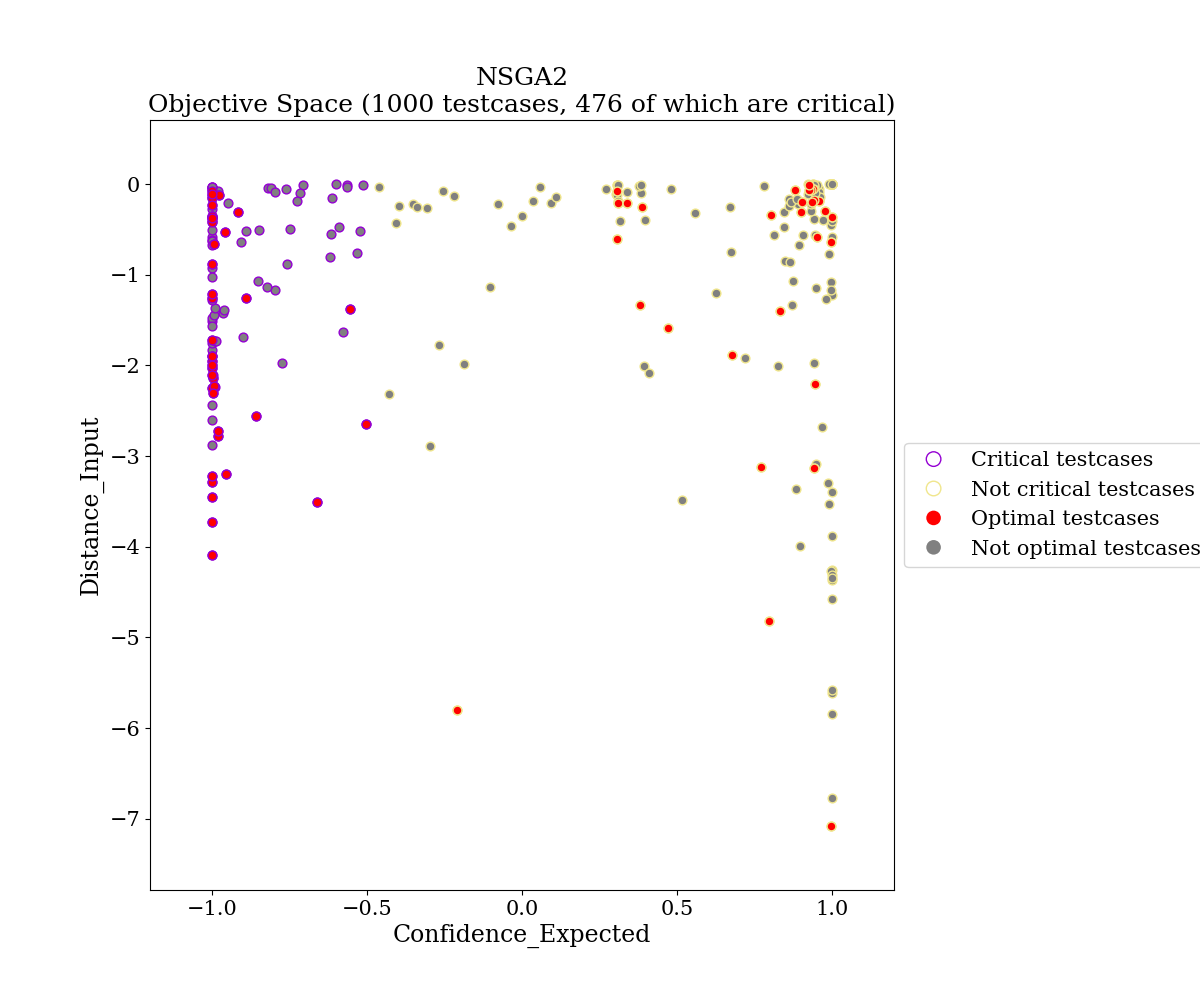 NSGA2
Objective Space (1000 testcases, 476 of which are critical)
0
−1
−2
−3
−4
−5
−6
−7
Distance_Input
−1.0
−0.5
0.0
0.5
1.0
Confidence_Expected
Critical testcases
Not critical testcases
Optimal testcases
Not optimal testcases